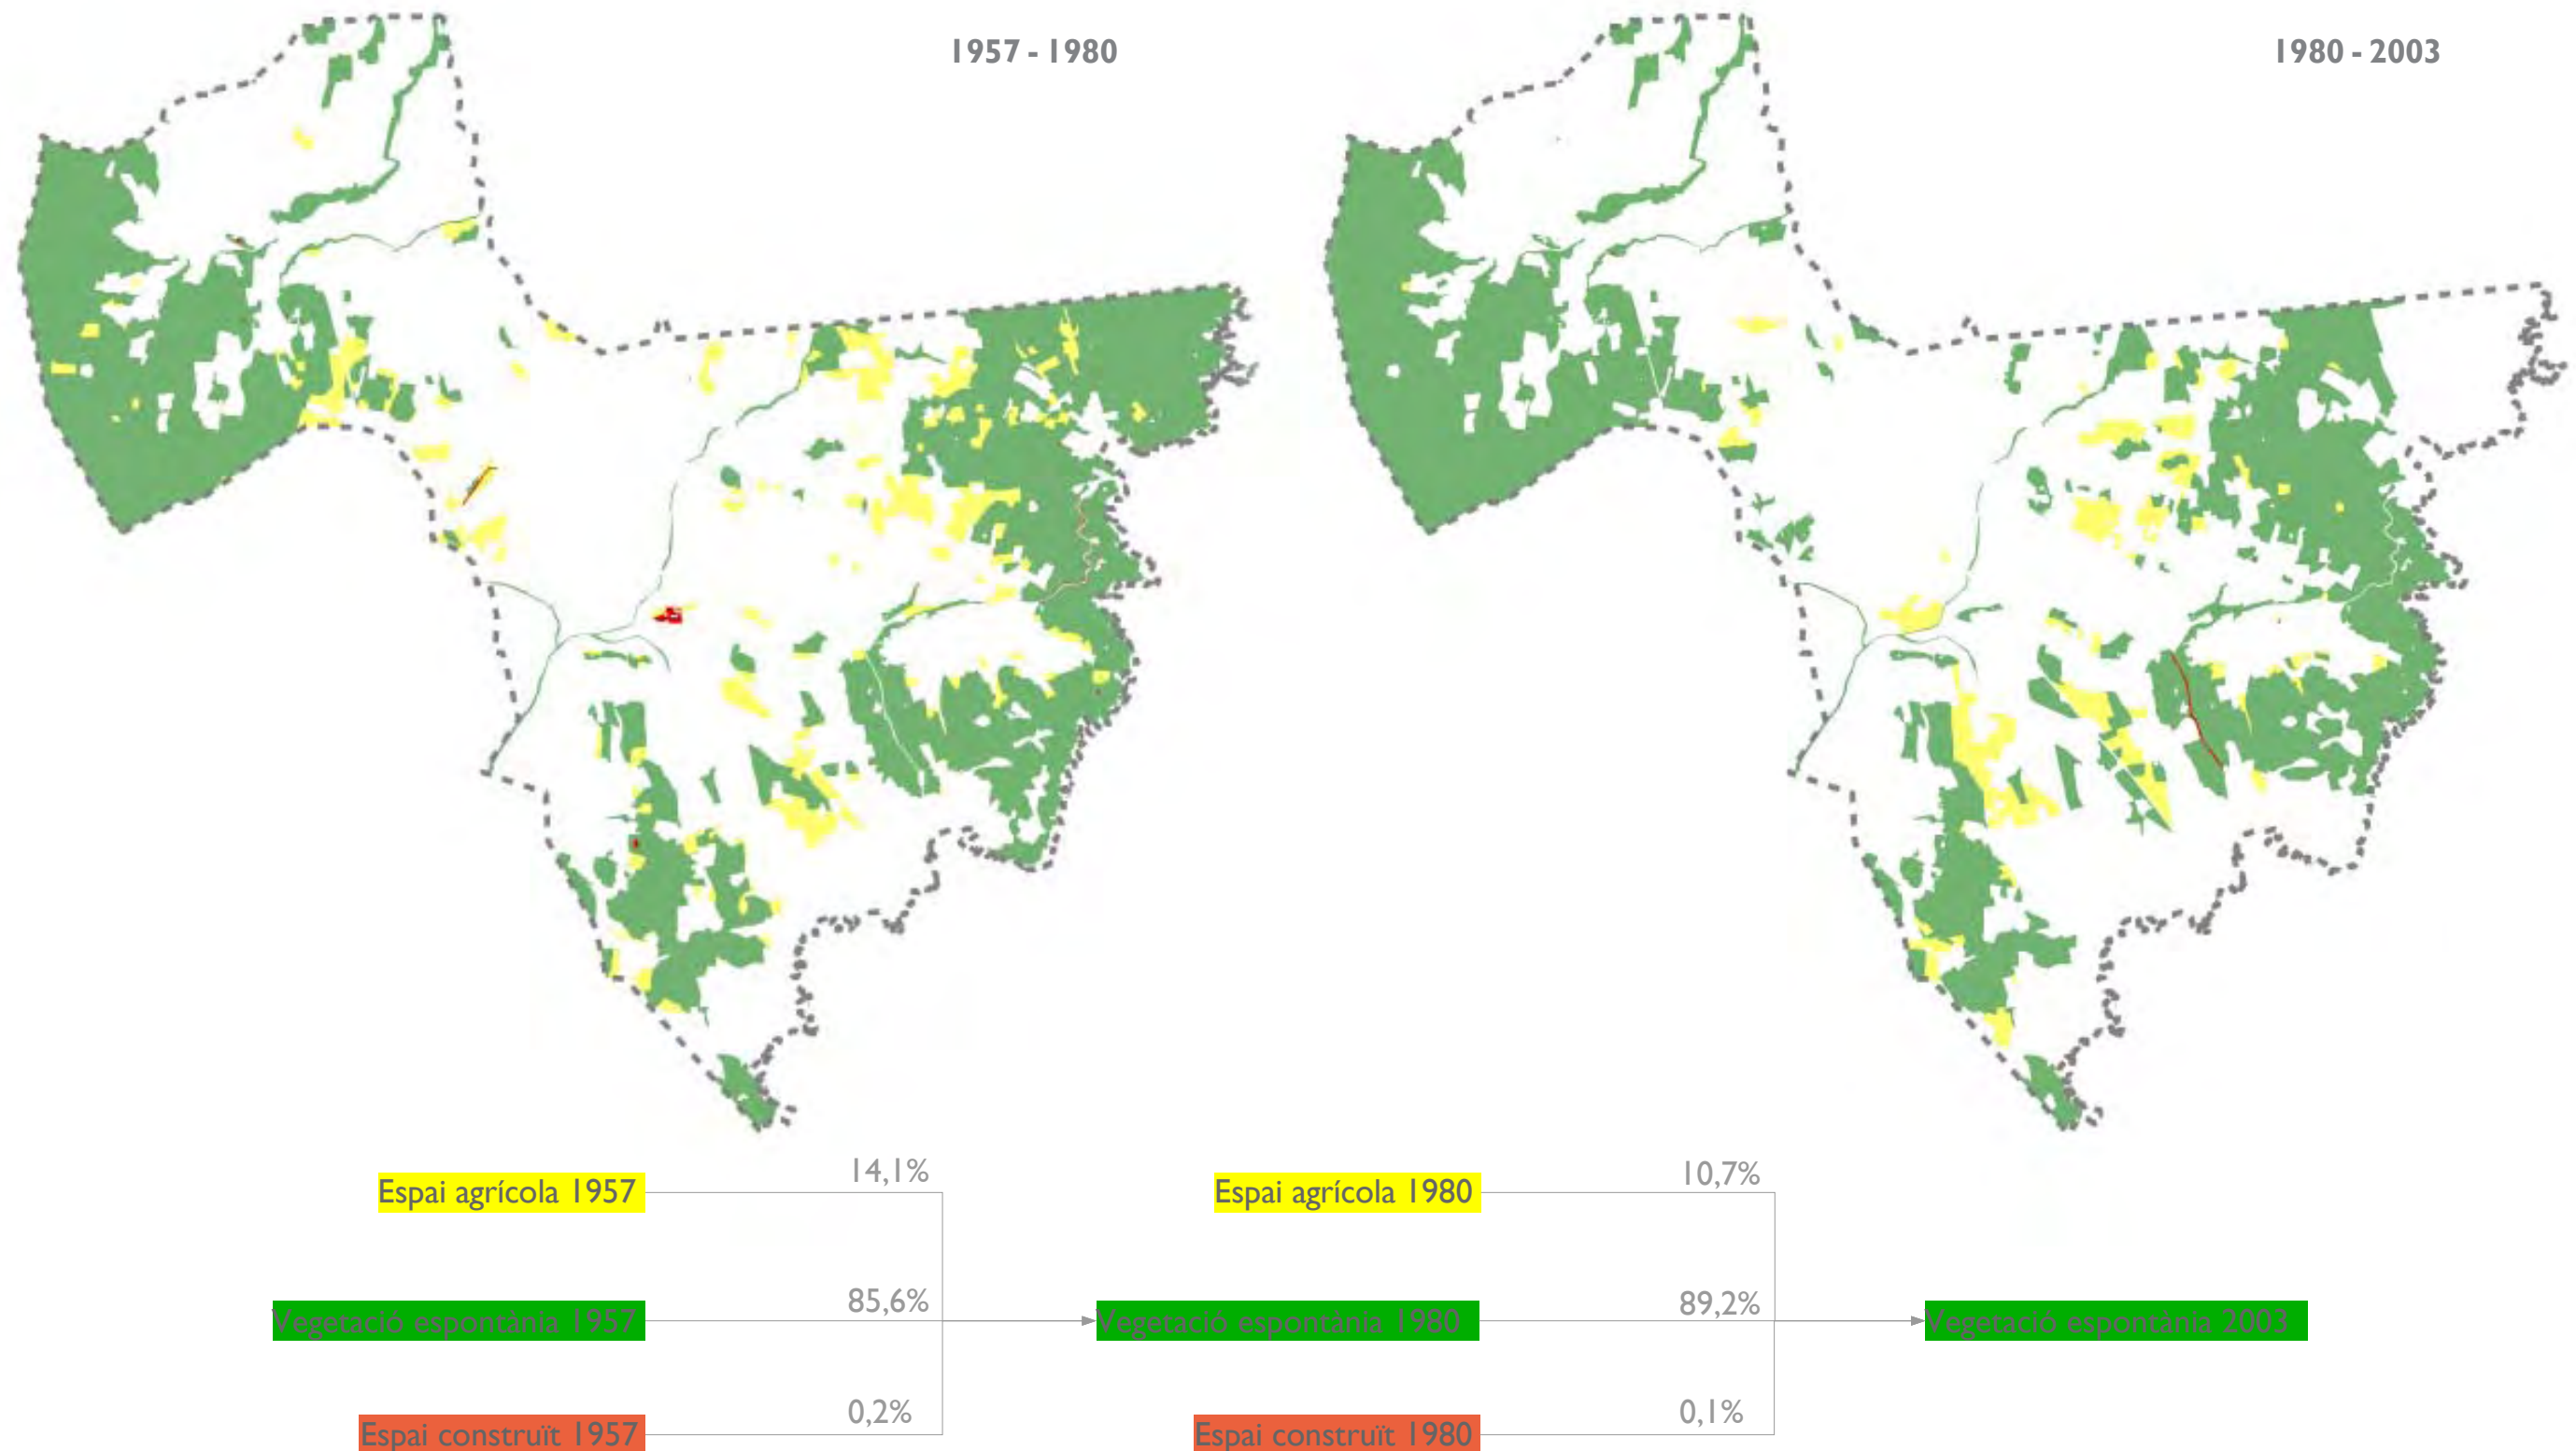 1957 - 1980
1980 - 2003
14,1%
10,7%
Espai agrícola 1957
Espai agrícola 1980
85,6%
89,2%
Vegetació espontània 1957
Vegetació espontània 1980
Vegetació espontània 2003
0,2%
0,1%
Espai construït 1957
Espai construït 1980